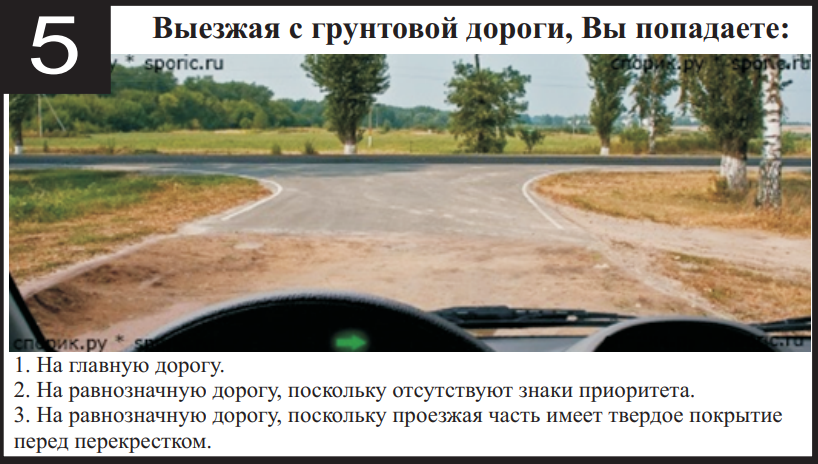 5
Выезжая с грунтовой дороги, Вы попадаете:
ру * sporic.ru
спорик.ру * sporic.ru
спорик.ру * sporic.ru
1. На главную дорогу.
2. На равнозначную дорогу, поскольку отсутствуют знаки приоритета.
3. На равнозначную дорогу, поскольку проезжая часть имеет твердое покрытие
перед перекрестком.